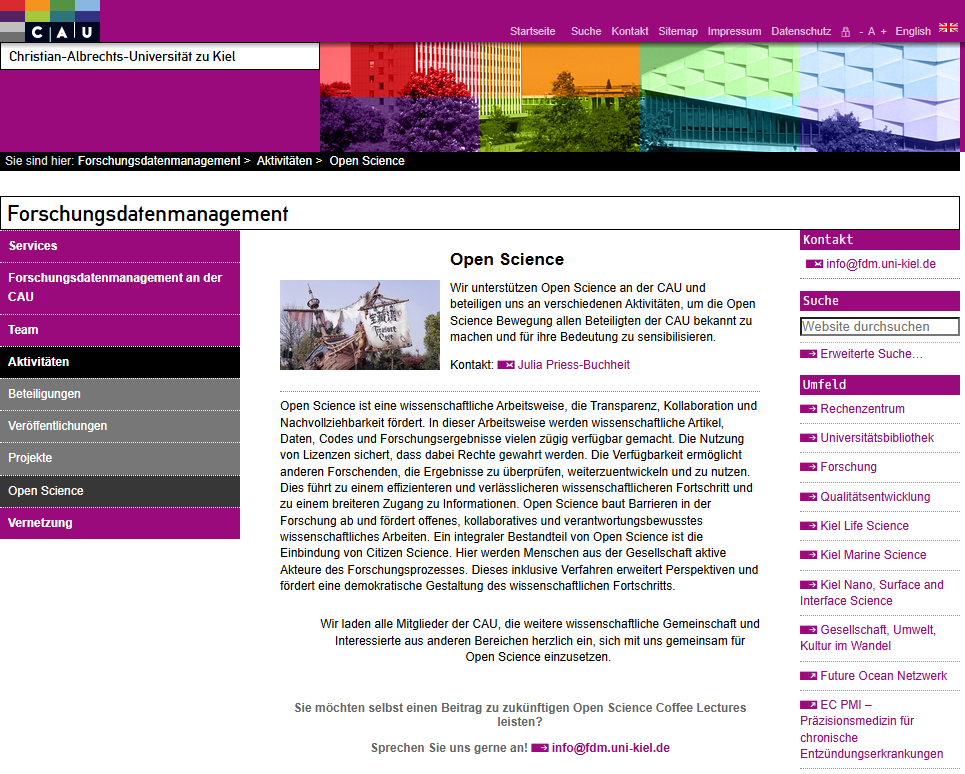 CAU
Startseite Suche Kontakt Sitemap Impressum Datenschutz - A + English
Christian-Albrechts-Universität zu Kiel
Sie sind hier: Forschungsdatenmanagement > Aktivitäten > Open Science
Forschungsdatenmanagement
Services
Forschungsdatenmanagement an der
CAU
Team
Aktivitäten
Beteiligungen
Veröffentlichungen
Projekte
Open Science
Vernetzung
Open Science
Wir unterstützen Open Science an der CAU und
beteiligen uns an verschiedenen Aktivitäten, um die Open
Science Bewegung allen Beteiligten der CAU bekannt zu
machen und für ihre Bedeutung zu sensibilisieren.
Kontakt: Julia Priess-Buchheit
Open Science ist eine wissenschaftliche Arbeitsweise, die Transparenz, Kollaboration und
Nachvollziehbarkeit fördert. In dieser Arbeitsweise werden wissenschaftliche Artikel,
Daten, Codes und Forschungsergebnisse vielen zügig verfügbar gemacht. Die Nutzung
von Lizenzen sichert, dass dabei Rechte gewahrt werden. Die Verfügbarkeit ermöglicht
anderen Forschenden, die Ergebnisse zu überprüfen, weiterzuentwickeln und zu nutzen.
Dies führt zu einem effizienteren und verlässlicheren wissenschaftlicheren Fortschritt und
zu einem breiteren Zugang zu Informationen. Open Science baut Barrieren in der
Forschung ab und fördert offenes, kollaboratives und verantwortungsbewusstes
wissenschaftliches Arbeiten. Ein integraler Bestandteil von Open Science ist die
Einbindung von Citizen Science. Hier werden Menschen aus der Gesellschaft aktive
Akteure des Forschungsprozesses. Dieses inklusive Verfahren erweitert Perspektiven und
fördert eine demokratische Gestaltung des wissenschaftlichen Fortschritts.
Wir laden alle Mitglieder der CAU, die weitere wissenschaftliche Gemeinschaft und
Interessierte aus anderen Bereichen herzlich ein, sich mit uns gemeinsam für
Open Science einzusetzen.
Sie möchten selbst einen Beitrag zu zukünftigen Open Science Coffee Lectures
leisten?
Sprechen Sie uns gerne an! info@fdm.uni-kiel.de
Kontakt
info@fdm.uni-kiel.de
Suche
Website durchsuchen
Erweiterte Suche…
Umfeld
Rechenzentrum
Universitätsbibliothek
Forschung
Qualitätsentwicklung
Kiel Life Science
Kiel Marine Science
Kiel Nano, Surface and
Interface Science
Gesellschaft, Umwelt,
Kultur im Wandel
Future Ocean Netzwerk
EC PMI –
Präzisionsmedizin für
chronische
Entzündungserkrankungen